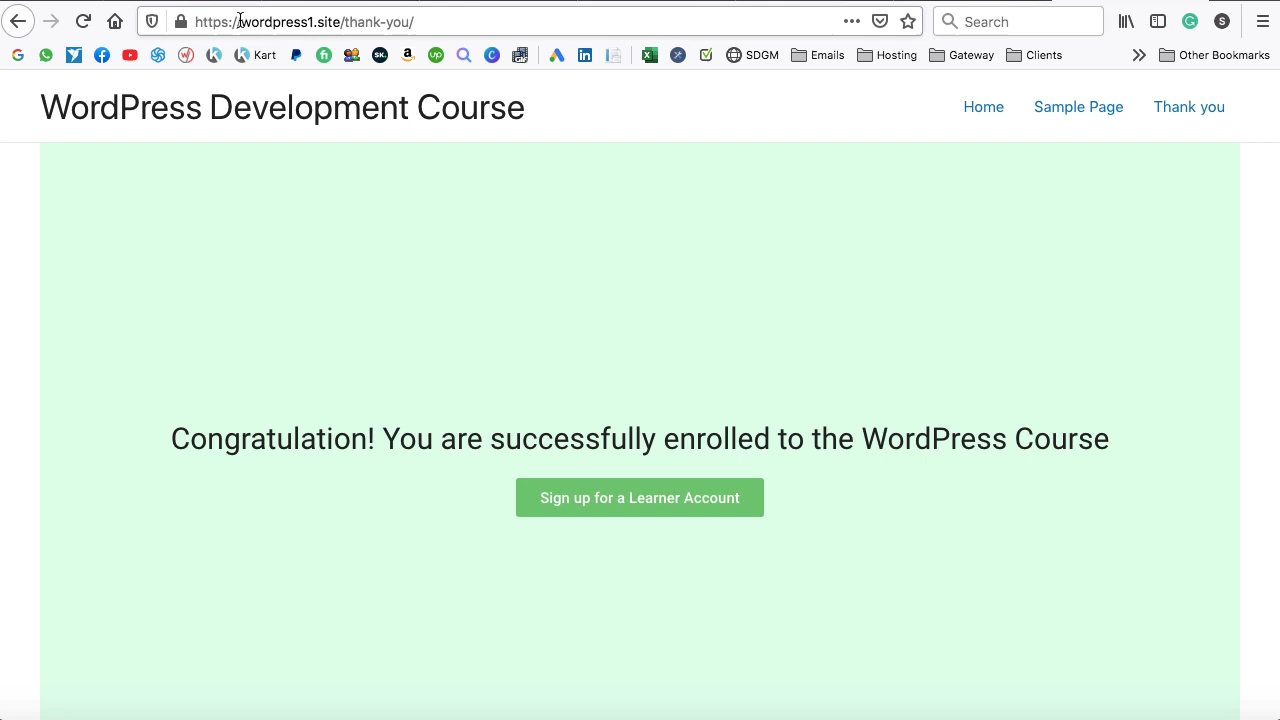 https://wordpress1.site/thank-you/
Search
Kart
SDGM
Emails
Hosting
Gateway
Clients
Other Bookmarks
WordPress Development Course
Home
Sample Page
Thank you
Congratulation! You are successfully enrolled to the WordPress Course
Sign up for a Learner Account